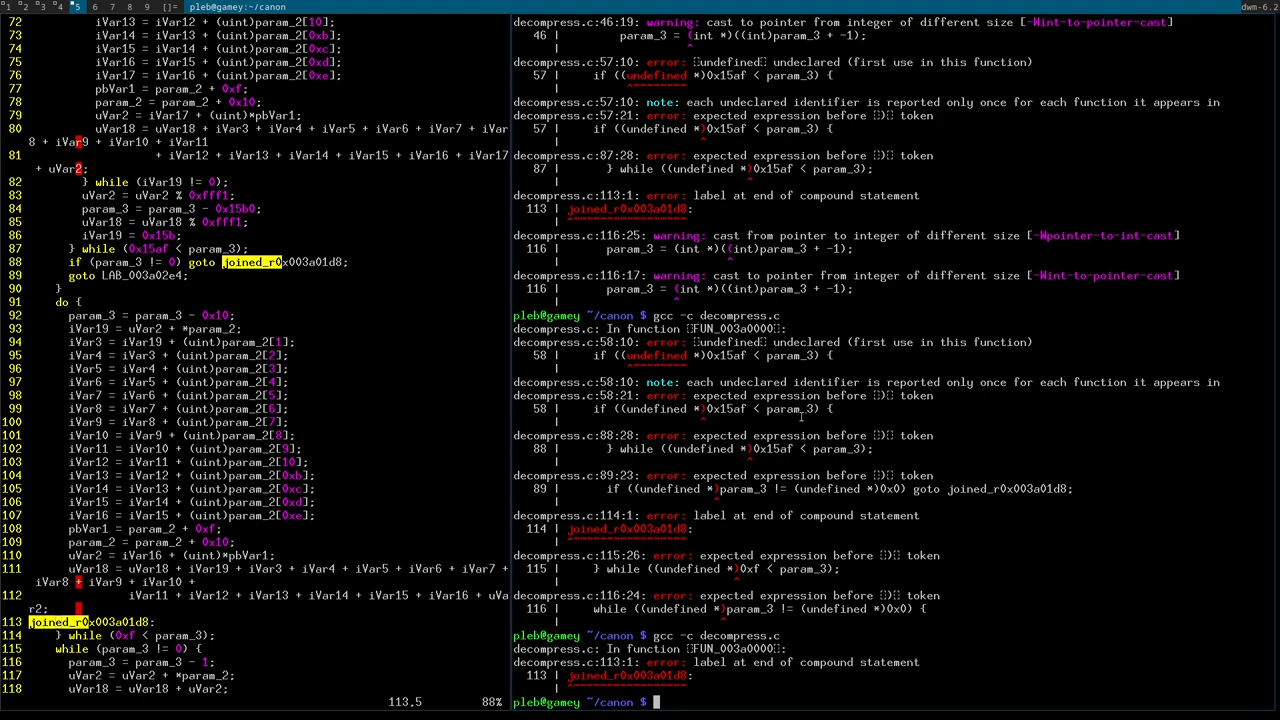 1 2 3 4 5 6 7 8 9 []= pleb@gamey:~/canon dwm-6.2
72 iVar13 = iVar12 + (uint)param_2[10];
73 iVar14 = iVar13 + (uint)param_2[0xb];
74 iVar15 = iVar14 + (uint)param_2[0xc];
75 iVar16 = iVar15 + (uint)param_2[0xd];
76 iVar17 = iVar16 + (uint)param_2[0xe];
77 pbVar1 = param_2 + 0xf;
78 param_2 = param_2 + 0x10;
79 uVar2 = iVar17 + (uint)*pbVar1;
80 uVar18 = uVar18 + iVar3 + iVar4 + iVar5 + iVar6 + iVar7 + iVar
8 + iVar9 + iVar10 + iVar11
81 + iVar12 + iVar13 + iVar14 + iVar15 + iVar16 + iVar17
+ uVar2;
82 } while (iVar19 != 0);
83 uVar2 = uVar2 % 0xfff1;
84 param_3 = param_3 - 0x15b0;
85 uVar18 = uVar18 % 0xfff1;
86 iVar19 = 0x15b;
87 } while (0x15af < param_3);
88 if (param_3 != 0) goto joined_r0x003a01d8;
89 goto LAB_003a02e4;
90 }
91 do {
92 param_3 = param_3 - 0x10;
93 iVar19 = uVar2 + *param_2;
94 iVar3 = iVar19 + (uint)param_2[1];
95 iVar4 = iVar3 + (uint)param_2[2];
96 iVar5 = iVar4 + (uint)param_2[3];
97 iVar6 = iVar5 + (uint)param_2[4];
98 iVar7 = iVar6 + (uint)param_2[5];
99 iVar8 = iVar7 + (uint)param_2[6];
100 iVar9 = iVar8 + (uint)param_2[7];
101 iVar10 = iVar9 + (uint)param_2[8];
102 iVar11 = iVar10 + (uint)param_2[9];
103 iVar12 = iVar11 + (uint)param_2[10];
104 iVar13 = iVar12 + (uint)param_2[0xb];
105 iVar14 = iVar13 + (uint)param_2[0xc];
106 iVar15 = iVar14 + (uint)param_2[0xd];
107 iVar16 = iVar15 + (uint)param_2[0xe];
108 pbVar1 = param_2 + 0xf;
109 param_2 = param_2 + 0x10;
110 uVar2 = iVar16 + (uint)*pbVar1;
111 uVar18 = uVar18 + iVar19 + iVar3 + iVar4 + iVar5 + iVar6 + iVar7 +
iVar8 + iVar9 + iVar10 +
112 iVar11 + iVar12 + iVar13 + iVar14 + iVar15 + iVar16 + uVa
r2;
113 joined_r0x003a01d8:
114 } while (0xf < param_3);
115 while (param_3 != 0) {
116 param_3 = param_3 - 1;
117 uVar2 = uVar2 + *param_2;
118 uVar18 = uVar18 + uVar2;
113,5 88%
decompress.c:46:19: warning: cast to pointer from integer of different size [-Wint-to-pointer-cast]
46 | param_3 = (int *)((int)param_3 + -1);
| ^
decompress.c:57:10: error: undefined undeclared (first use in this function)
57 | if ((undefined *)0x15af < param_3) {
| ^~~~~~~~~
decompress.c:57:10: note: each undeclared identifier is reported only once for each function it appears in
decompress.c:57:21: error: expected expression before ) token
57 | if ((undefined *)0x15af < param_3) {
| ^
decompress.c:87:28: error: expected expression before ) token
87 | } while ((undefined *)0x15af < param_3);
| ^
decompress.c:113:1: error: label at end of compound statement
113 | joined_r0x003a01d8:
| ^~~~~~~~~~~~~~~~~~
decompress.c:116:25: warning: cast from pointer to integer of different size [-Wpointer-to-int-cast]
116 | param_3 = (int *)((int)param_3 + -1);
| ^
decompress.c:116:17: warning: cast to pointer from integer of different size [-Wint-to-pointer-cast]
116 | param_3 = (int *)((int)param_3 + -1);
| ^
pleb@gamey ~/canon $ gcc -c decompress.c
decompress.c: In function FUN_003a0000:
decompress.c:58:10: error: undefined undeclared (first use in this function)
58 | if ((undefined *)0x15af < param_3) {
| ^~~~~~~~~
decompress.c:58:10: note: each undeclared identifier is reported only once for each function it appears in
decompress.c:58:21: error: expected expression before ) token
58 | if ((undefined *)0x15af < param_3) {
| ^
decompress.c:88:28: error: expected expression before ) token
88 | } while ((undefined *)0x15af < param_3);
| ^
decompress.c:89:23: error: expected expression before ) token
89 | if ((undefined *)param_3 != (undefined *)0x0) goto joined_r0x003a01d8;
| ^
decompress.c:114:1: error: label at end of compound statement
114 | joined_r0x003a01d8:
| ^~~~~~~~~~~~~~~~~~
decompress.c:115:26: error: expected expression before ) token
115 | } while ((undefined *)0xf < param_3);
| ^
decompress.c:116:24: error: expected expression before ) token
116 | while ((undefined *)param_3 != (undefined *)0x0) {
| ^
pleb@gamey ~/canon $ gcc -c decompress.c
decompress.c: In function FUN_003a0000:
decompress.c:113:1: error: label at end of compound statement
113 | joined_r0x003a01d8:
| ^~~~~~~~~~~~~~~~~~
pleb@gamey ~/canon $